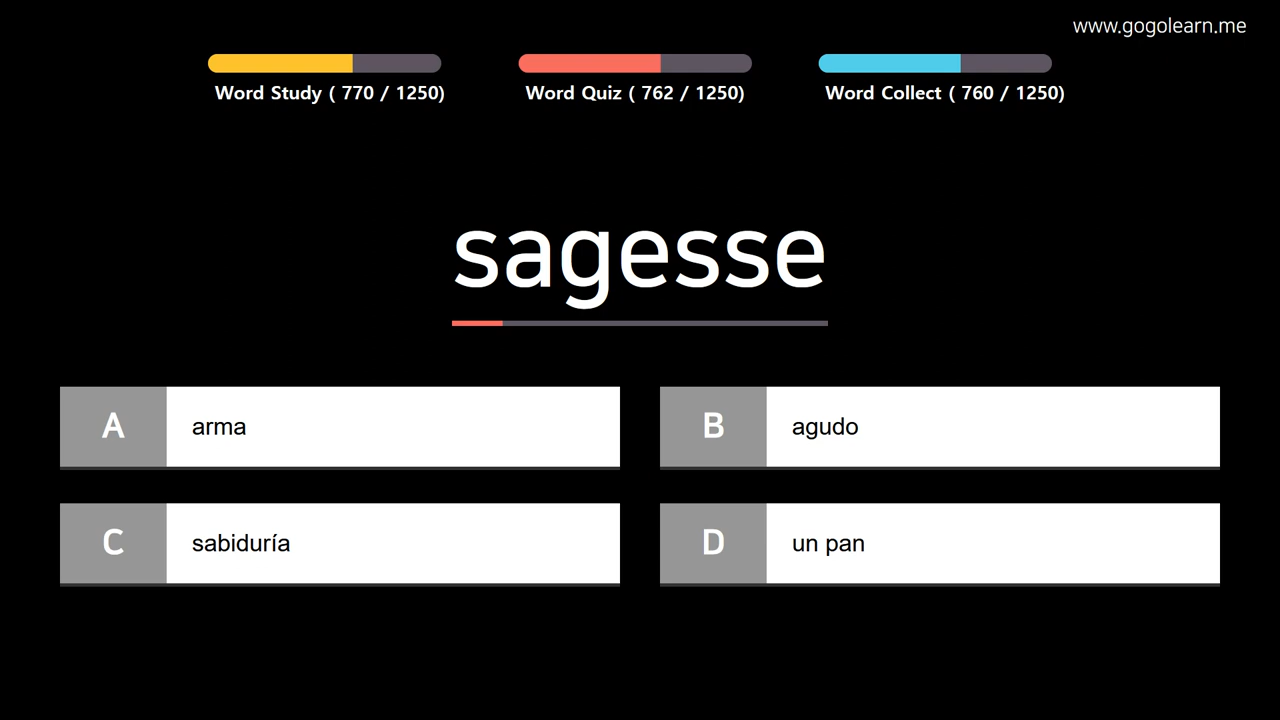 www.gogolearn.me
Word Study ( 770 / 1250)
Word Quiz ( 762 / 1250)
Word Collect ( 760 / 1250)
sagesse
A arma
B agudo
C sabiduría
D un pan